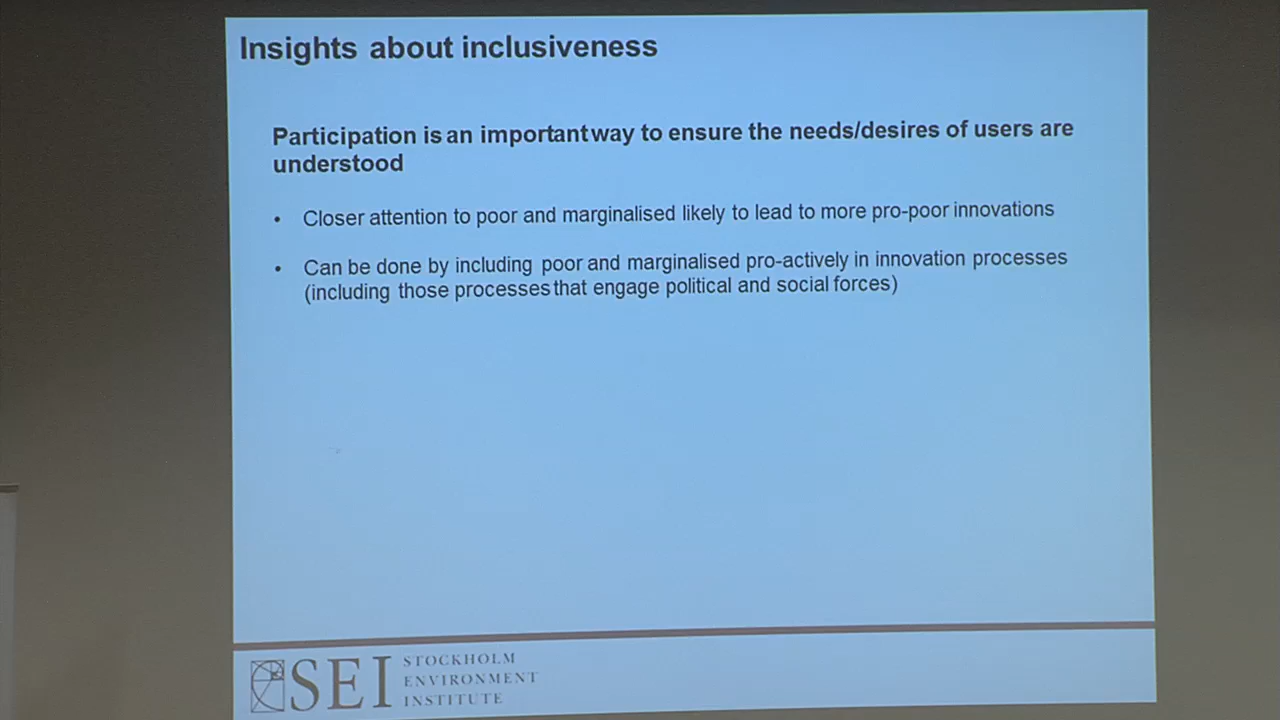 Insights about inclusiveness
Participation is an important way to ensure the needs/desires of users are
understood
• Closer attention to poor and marginalised likely to lead to more pro-poor innovations
• Can be done by including poor and marginalised pro-actively in innovation processes
(including those processes that engage political and social forces)
SEI
STOCKHOLM
ENVIRONMENT
INSTITUTE